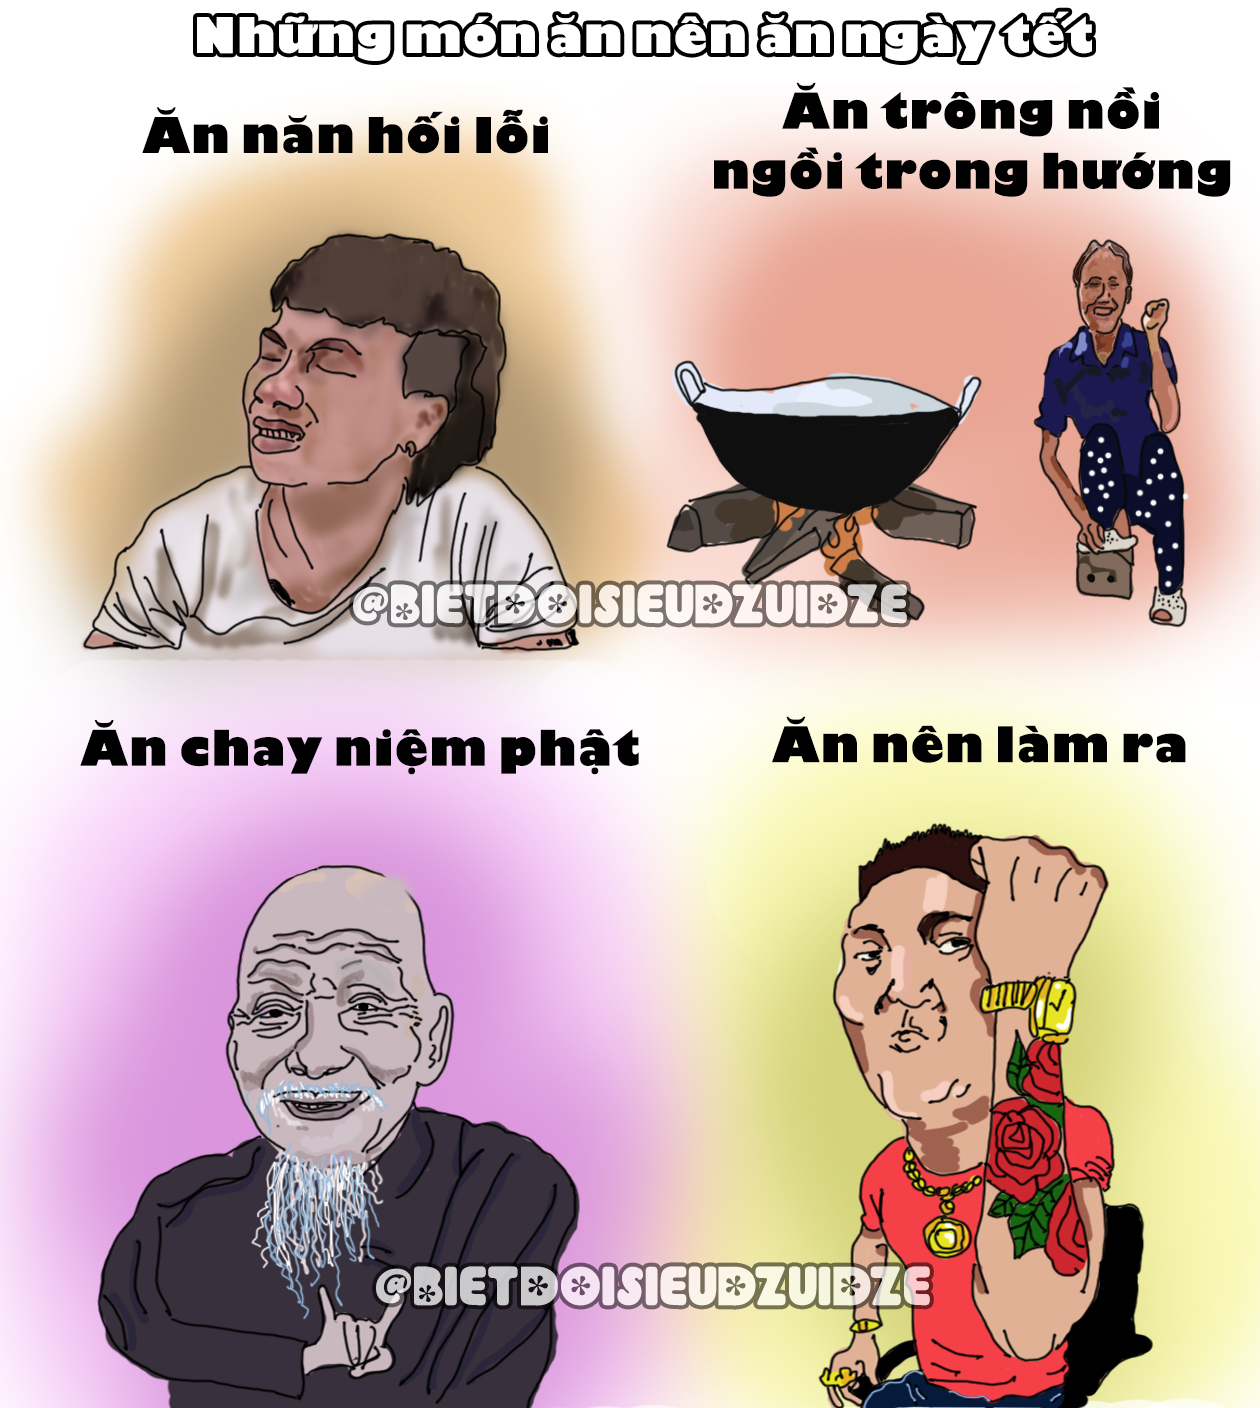 Những món ăn nên ăn ngày tết
Ăn năn hối lỗi
Ăn trông nồi
ngồi trong hướng
@BIETDOISIEUDZUIDZE
Ăn chay niệm phật
Ăn nên làm ra
@BIETDOISIEUDZUIDZE